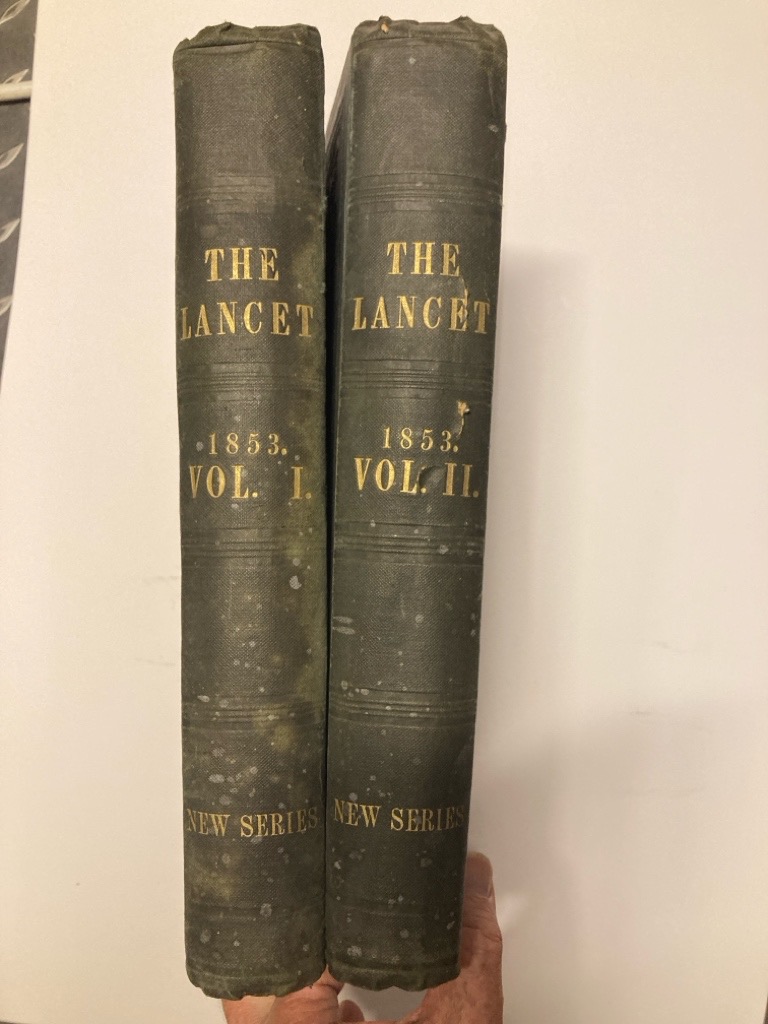 THE
LANCET
1853.
VOL. I.
NEW SERIES
THE
LANCET
1853.
VOL. II.
NEW SERIES